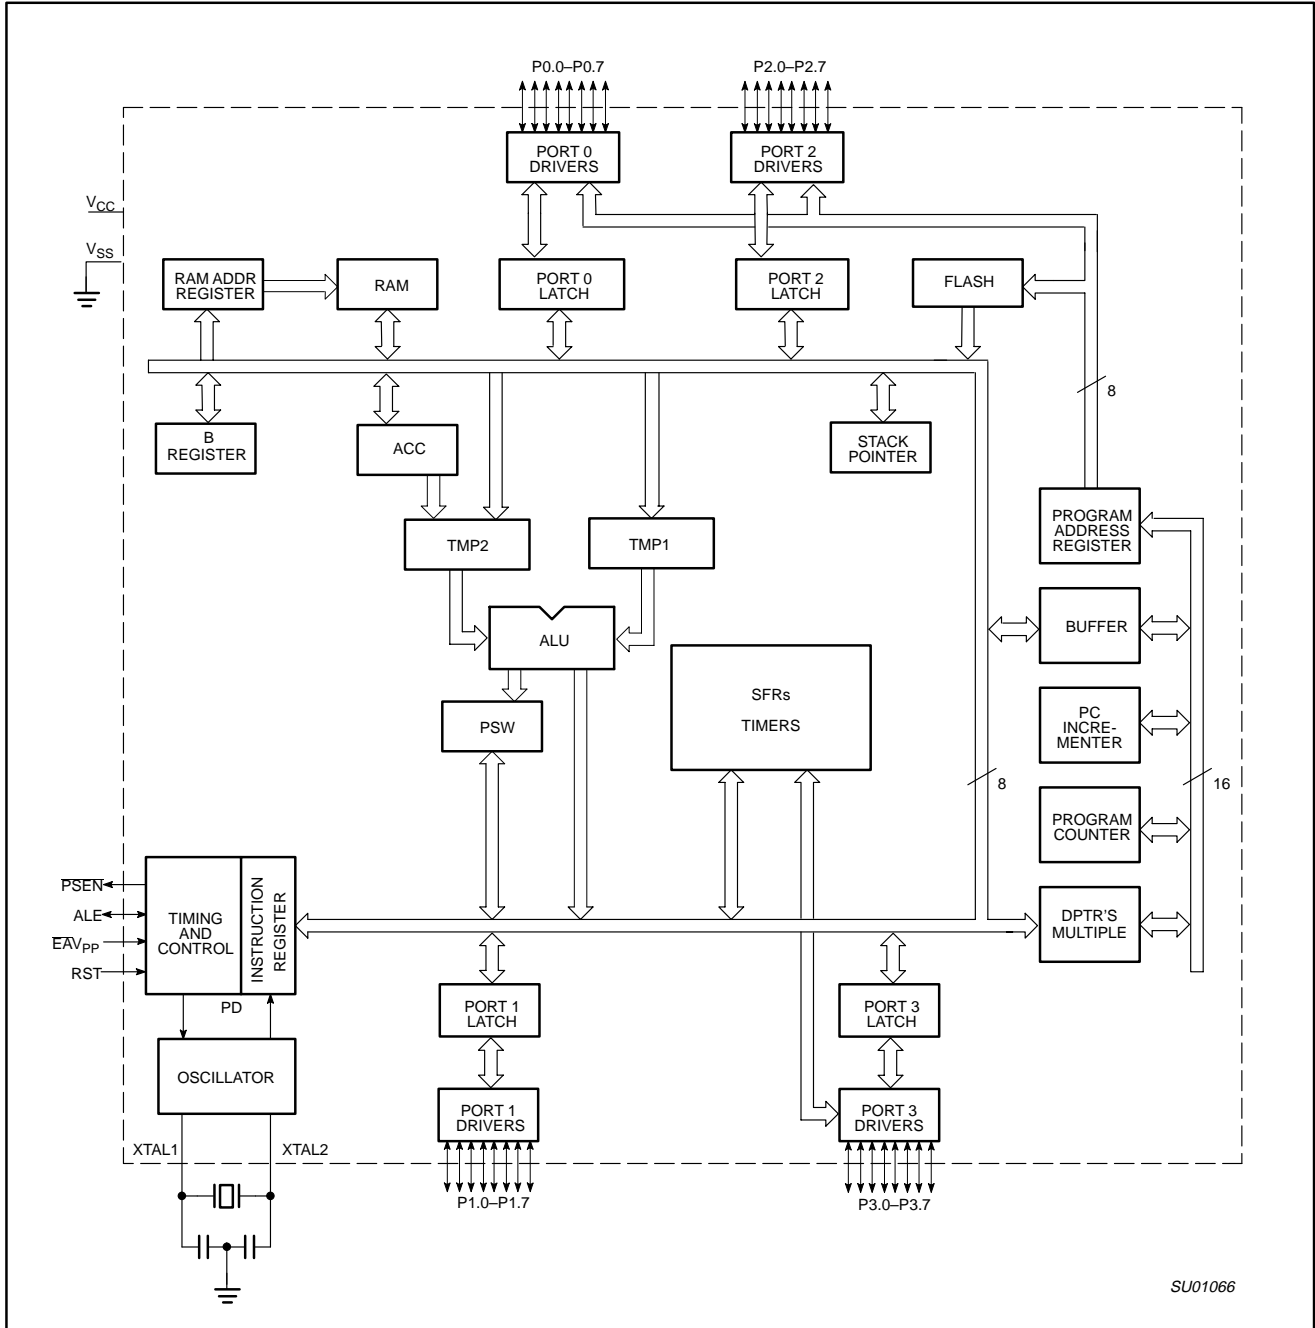 P0.0–P0.7
P2.0–P2.7
PORT 0
DRIVERS
PORT 2
DRIVERS
VCC
VSS
RAM ADDR
REGISTER
RAM
PORT 0
LATCH
PORT 2
LATCH
FLASH
8
B
REGISTER
ACC
STACK
POINTER
PROGRAM
ADDRESS
REGISTER
TMP2
TMP1
BUFFER
ALU
SFRs
TIMERS
PSW
PC
INCRE-
MENTER
8
16
PROGRAM
COUNTER
PSEN
ALE
EAVPP
RST
TIMING
AND
CONTROL
INSTRUCTION
REGISTER
DPTR'S
MULTIPLE
PD
PORT 1
LATCH
PORT 3
LATCH
OSCILLATOR
PORT 1
DRIVERS
PORT 3
DRIVERS
XTAL1
XTAL2
P1.0–P1.7
P3.0–P3.7
SU01066